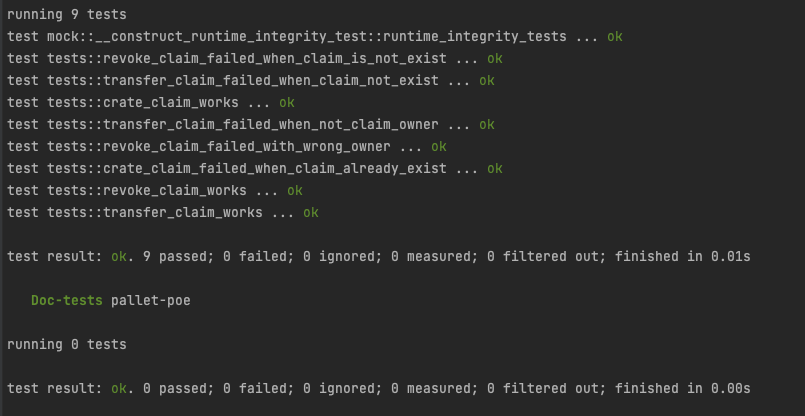 running 9 tests
test mock::__construct_runtime_integrity_test::runtime_integrity_tests ... ok
test tests::revoke_claim_failed_when_claim_is_not_exist ... ok
test tests::transfer_claim_failed_when_claim_not_exist ... ok
test tests::crate_claim_works ... ok
test tests::transfer_claim_failed_when_not_claim_owner ... ok
test tests::revoke_claim_failed_with_wrong_owner ... ok
test tests::crate_claim_failed_when_claim_already_exist ... ok
test tests::revoke_claim_works ... ok
test tests::transfer_claim_works ... ok
test result: ok. 9 passed; 0 failed; 0 ignored; 0 measured; 0 filtered out; finished in 0.01s
Doc-tests pallet-poe
running 0 tests
test result: ok. 0 passed; 0 failed; 0 ignored; 0 measured; 0 filtered out; finished in 0.00s